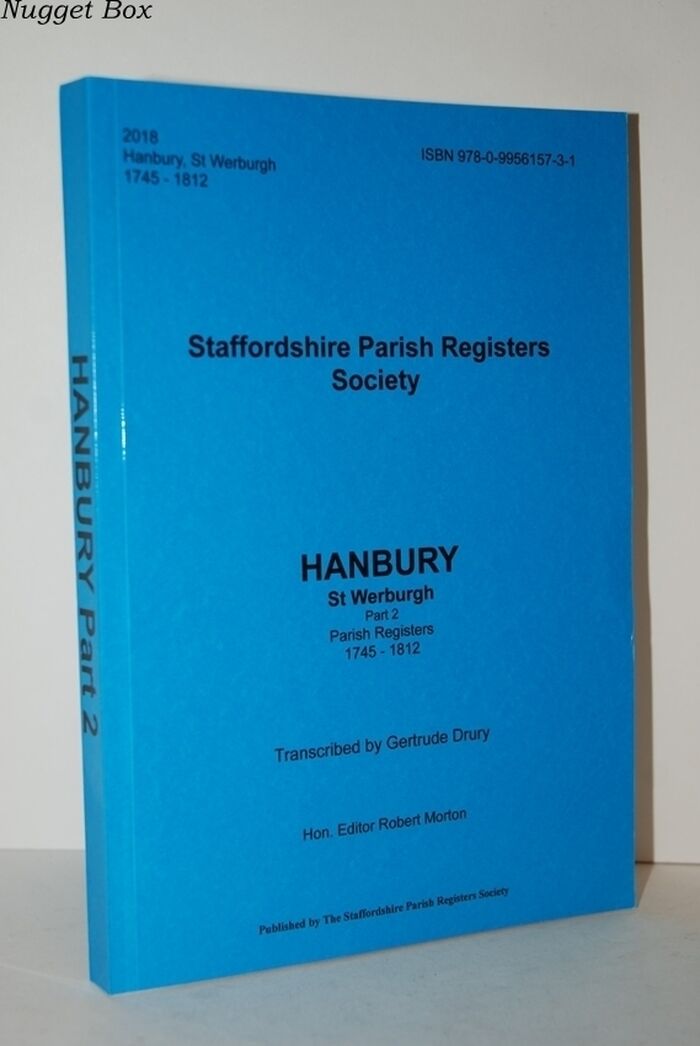 Nugget Box
2018
Hanbury, St Werburgh
1745 - 1812
ISBN 978-0-9956157-3-1
Staffordshire Parish Registers
Society
HANBURY
St Werburgh
Part 2
Parish Registers
1745 - 1812
Transcribed by Gertrude Drury
Hon. Editor Robert Morton
Published by The Staffordshire Parish Registers Society
HANBURY Part 2